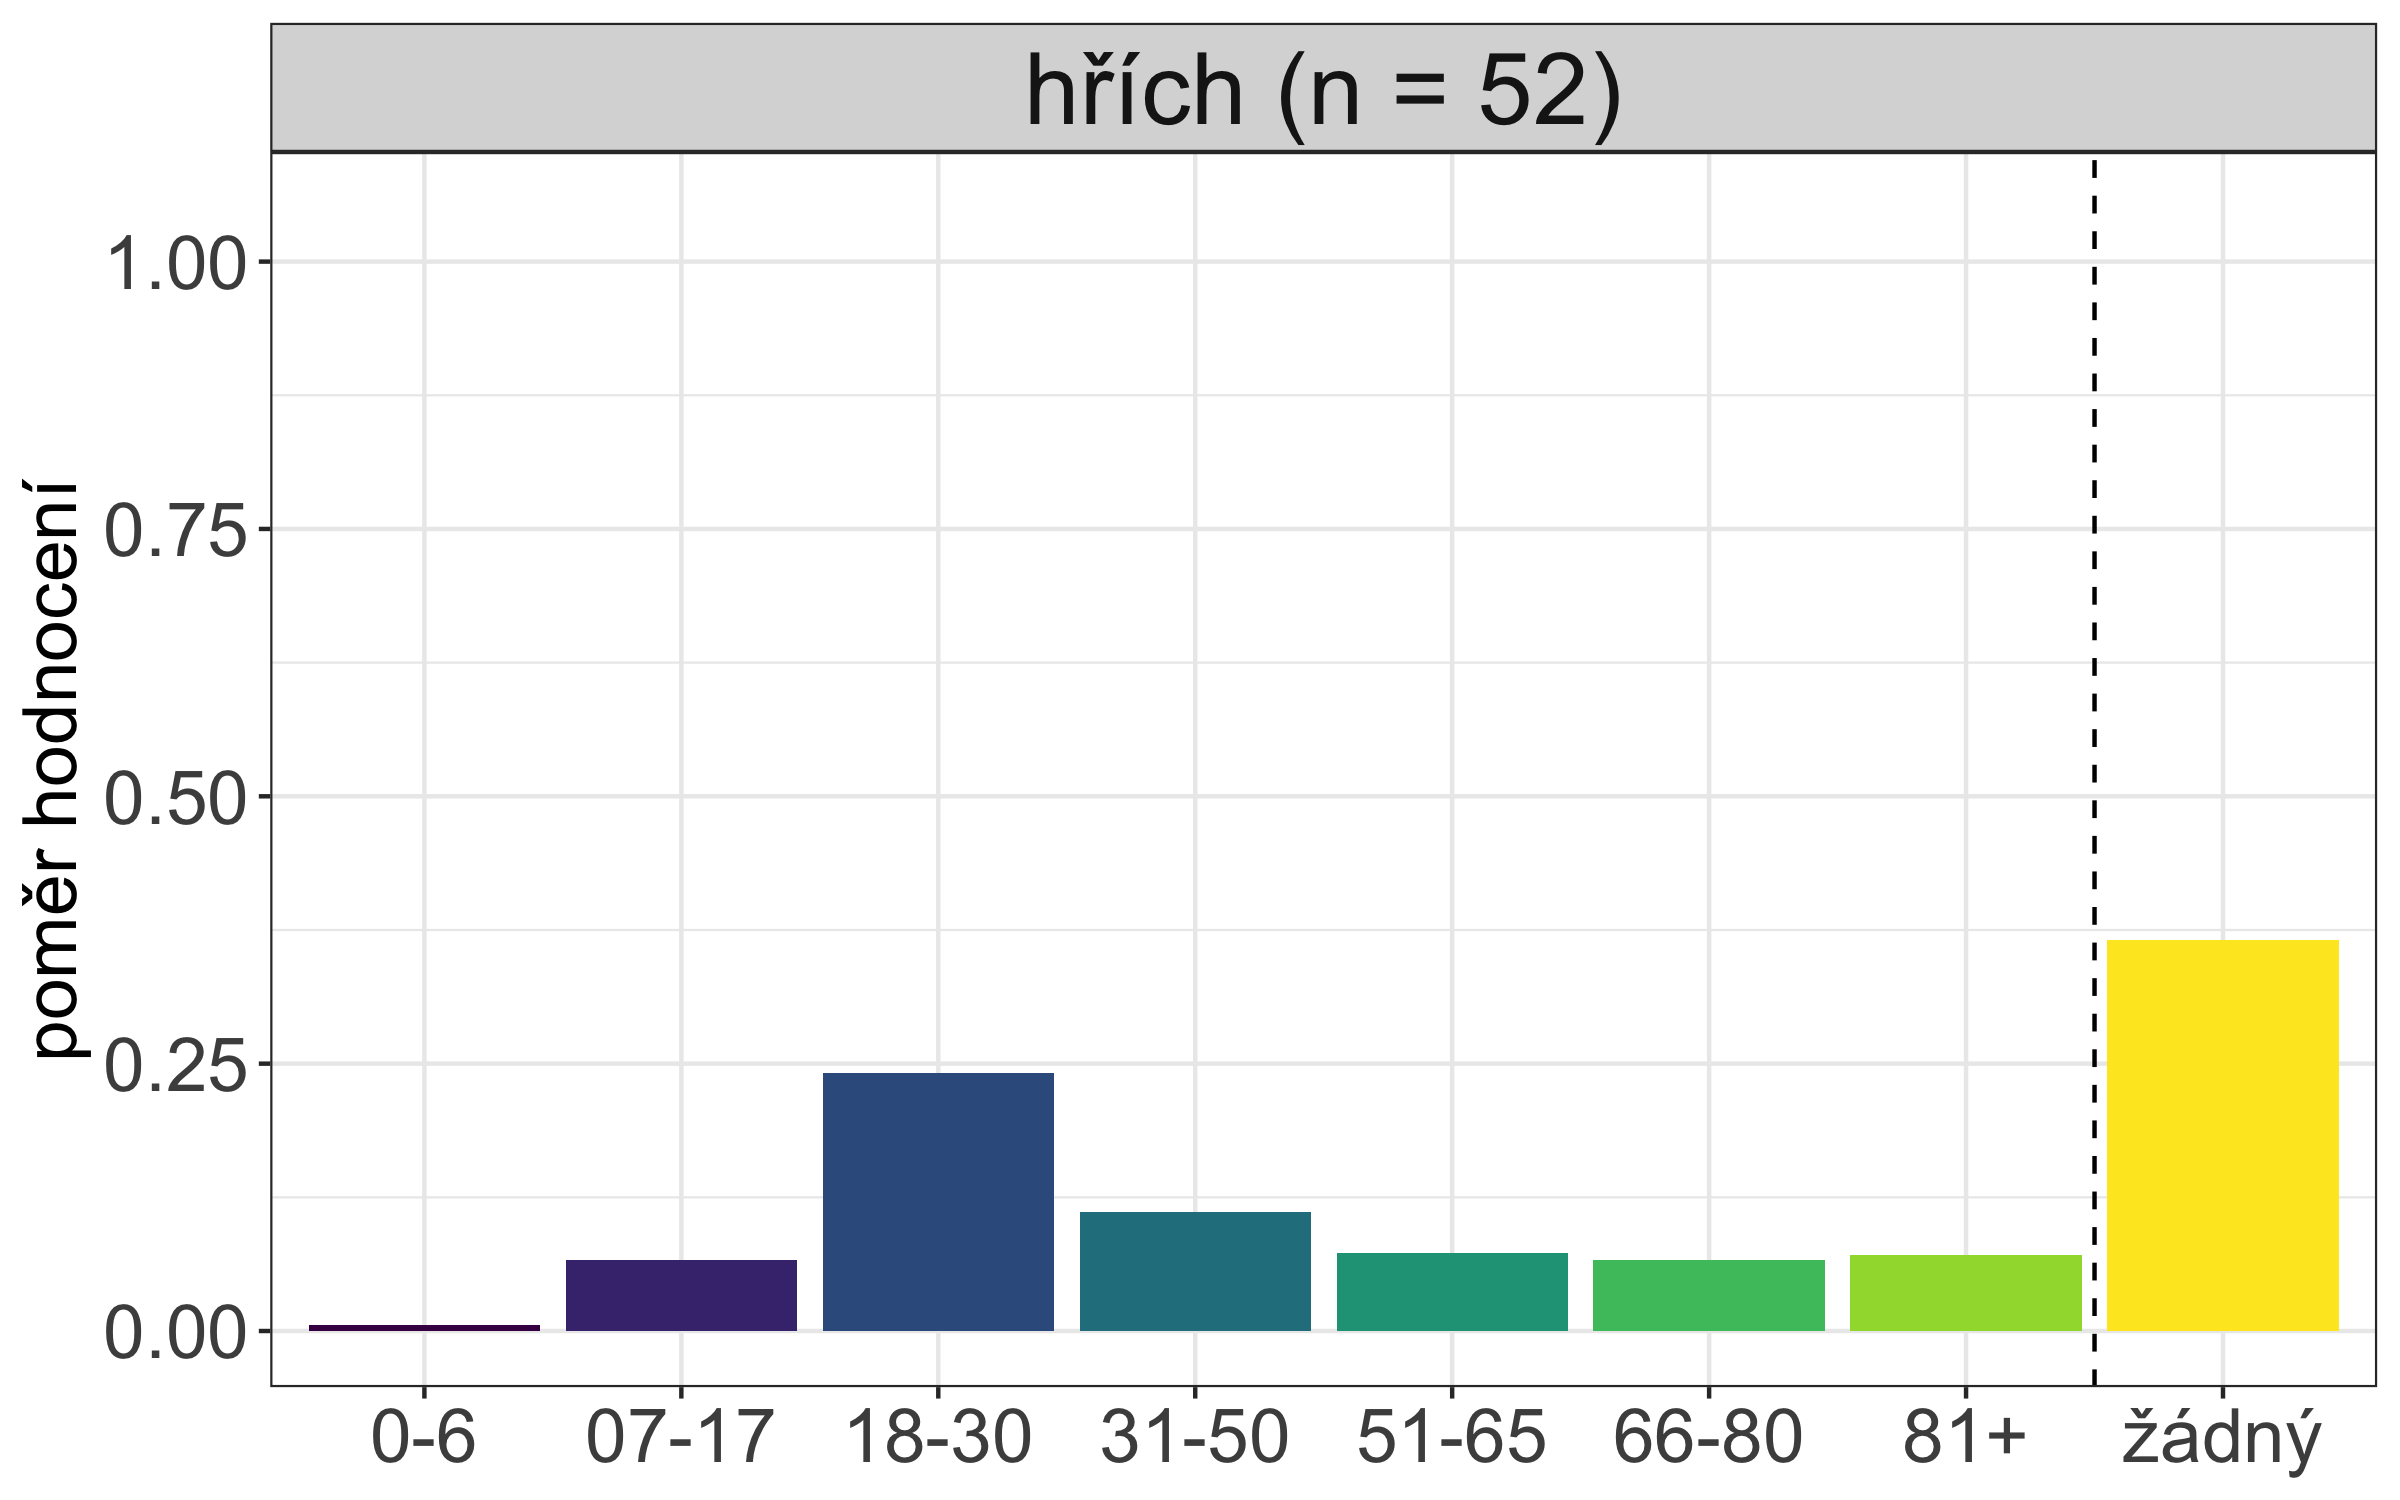 hřích (n = 52)
poměr hodnocení
1.00
0.75
0.50
0.25
0.00
0-6 07-17 18-30 31-50 51-65 66-80 81+ žádný